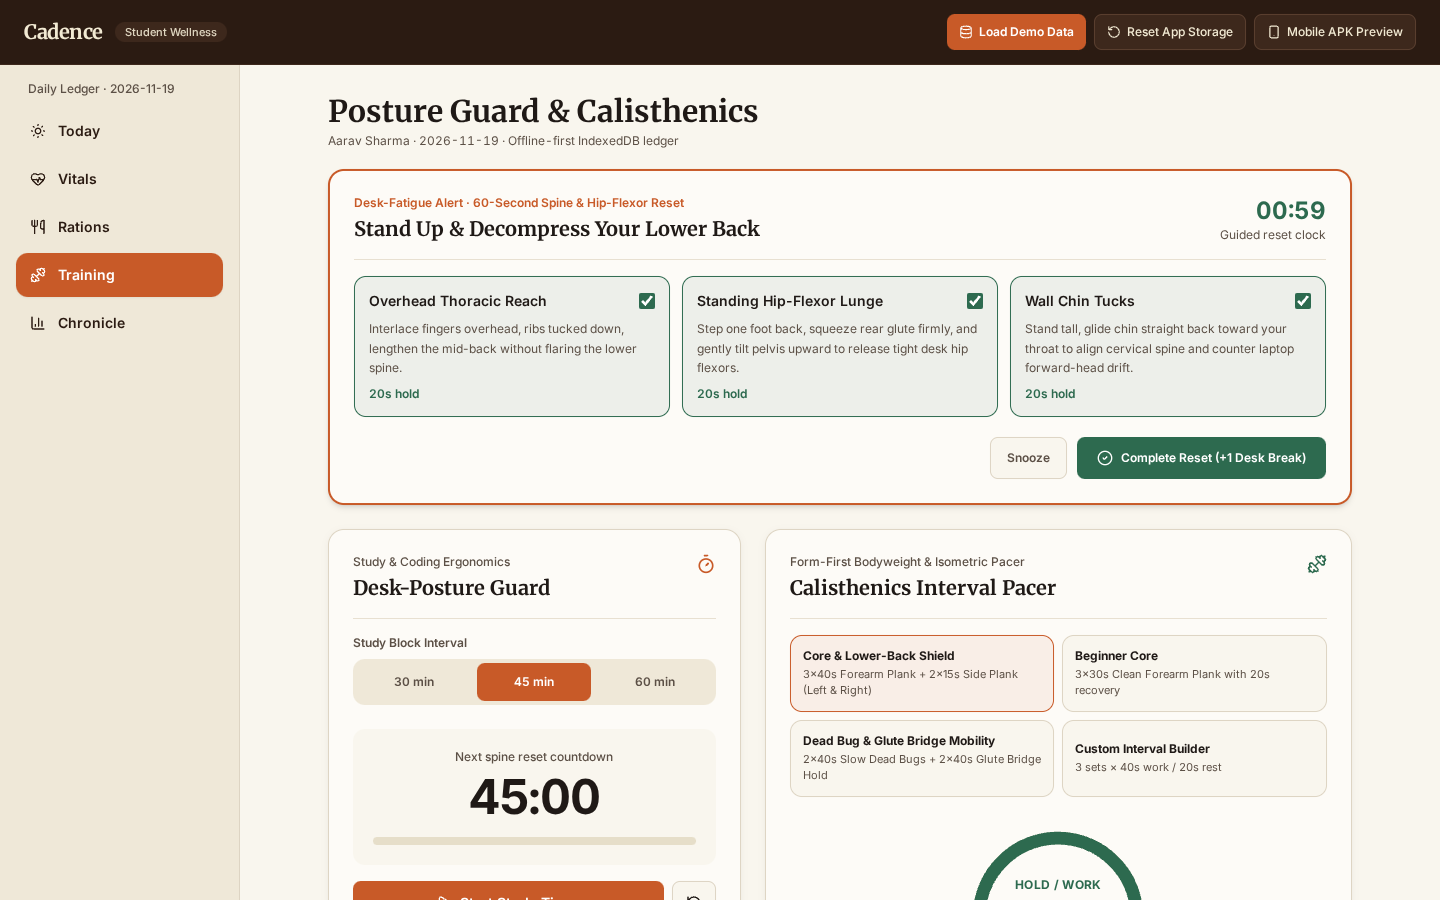 Cadence
Student Wellness
Load Demo Data
Reset App Storage
Mobile APK Preview
Daily Ledger · 2026-11-19
Today
Vitals
Rations
Training
Chronicle
Posture Guard & Calisthenics
Aarav Sharma · 2026-11-19 · Offline-first IndexedDB ledger
Desk-Fatigue Alert · 60-Second Spine & Hip-Flexor Reset
Stand Up & Decompress Your Lower Back
00:59
Guided reset clock
Overhead Thoracic Reach
Interlace fingers overhead, ribs tucked down,
lengthen the mid-back without flaring the lower
spine.
20s hold
Standing Hip-Flexor Lunge
Step one foot back, squeeze rear glute firmly, and
gently tilt pelvis upward to release tight desk hip
flexors.
20s hold
Wall Chin Tucks
Stand tall, glide chin straight back toward your
throat to align cervical spine and counter laptop
forward-head drift.
20s hold
Snooze
Complete Reset (+1 Desk Break)
Study & Coding Ergonomics
Desk-Posture Guard
Study Block Interval
30 min
45 min
60 min
Next spine reset countdown
45:00
Form-First Bodyweight & Isometric Pacer
Calisthenics Interval Pacer
Core & Lower-Back Shield
3×40s Forearm Plank + 2×15s Side Plank
(Left & Right)
Beginner Core
3×30s Clean Forearm Plank with 20s
recovery
Dead Bug & Glute Bridge Mobility
2×40s Slow Dead Bugs + 2×40s Glute Bridge
Hold
Custom Interval Builder
3 sets × 40s work / 20s rest
HOLD / WORK